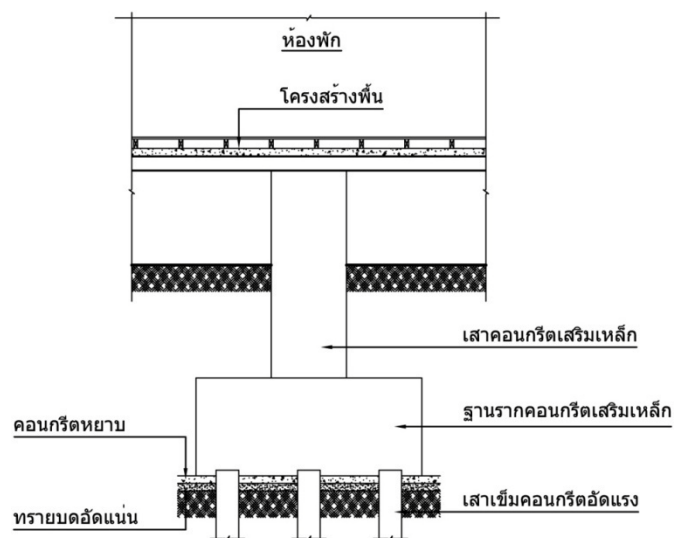 ห้องพัก
โครงสร้างพื้น
เสาคอนกรีตเสริมเหล็ก
ฐานรากคอนกรีตเสริมเหล็ก
คอนกรีตหยาบ
เสาเข็มคอนกรีตอัดแรง
ทรายบดอัดแน่น